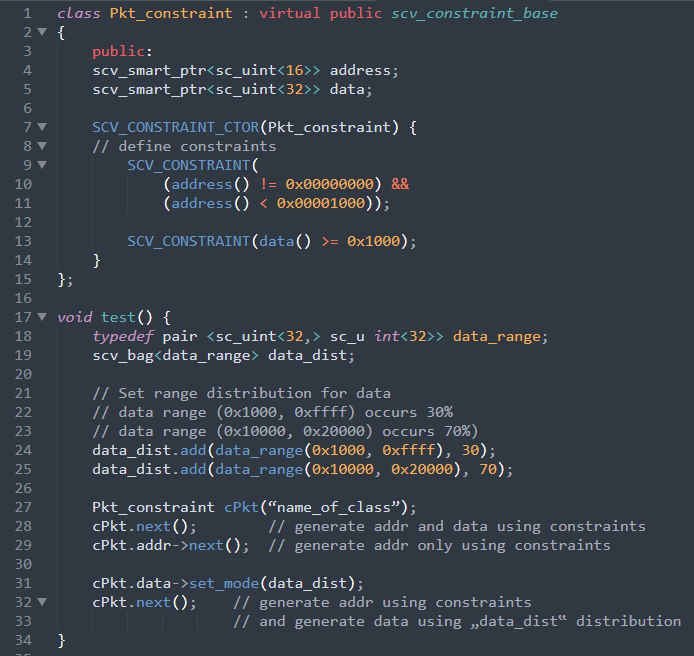 1 class Pkt_constraint : virtual public scv_constraint_base
2 {
3 public:
4 scv_smart_ptr<sc_uint<16>> address;
5 scv_smart_ptr<sc_uint<32>> data;
6
7 SCV_CONSTRAINT_CTOR(Pkt_constraint) {
8 // define constraints
9 SCV_CONSTRAINT(
10 (address() != 0x00000000) &&
11 (address() < 0x00001000));
12
13 SCV_CONSTRAINT(data() >= 0x1000);
14 }
15 };
16
17 void test() {
18 typedef pair <sc_uint<32,> sc_u int<32>> data_range;
19 scv_bag<data_range> data_dist;
20
21 // Set range distribution for data
22 // data range (0x1000, 0xffff) occurs 30%
23 // data range (0x10000, 0x20000) occurs 70%)
24 data_dist.add(data_range(0x1000, 0xffff), 30);
25 data_dist.add(data_range(0x10000, 0x20000), 70);
26
27 Pkt_constraint cPkt(“name_of_class”);
28 cPkt.next(); // generate addr and data using constraints
29 cPkt.addr->next(); // generate addr only using constraints
30
31 cPkt.data->set_mode(data_dist);
32 cPkt.next(); // generate addr using constraints
33 // and generate data using „data_dist‟ distribution
34 }